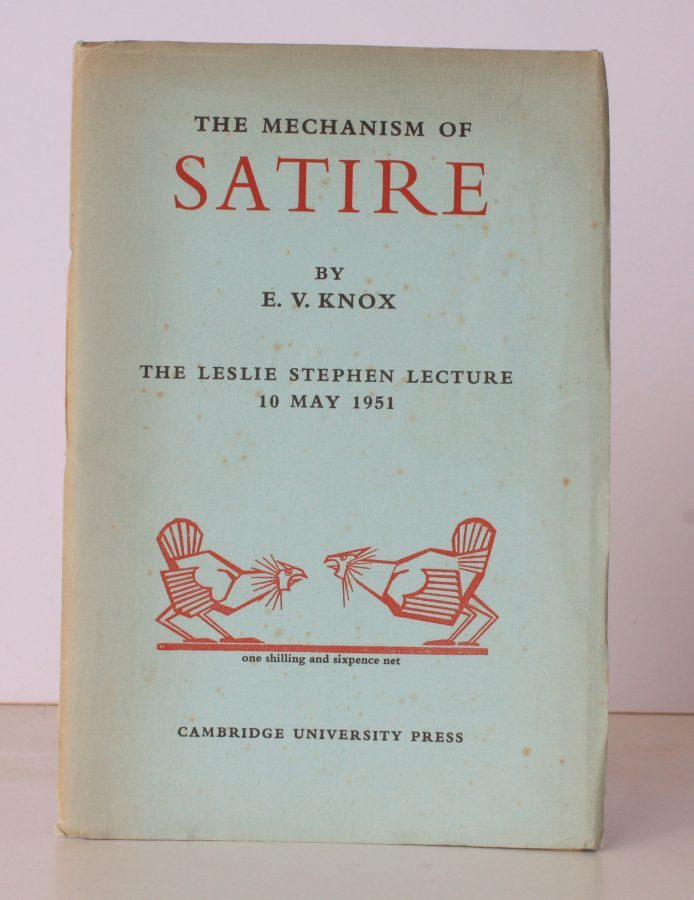 THE MECHANISM OF
SATIRE
BY
E. V. KNOX
THE LESLIE STEPHEN LECTURE
10 MAY 1951
one shilling and sixpence net
CAMBRIDGE UNIVERSITY PRESS